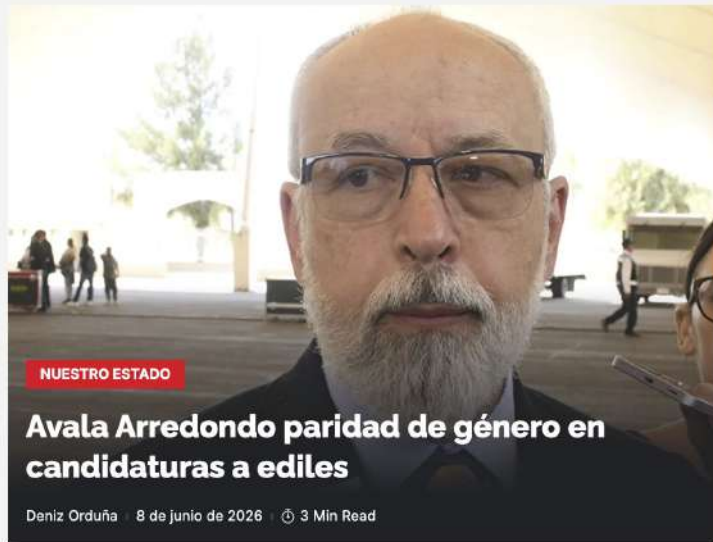 NUESTRO ESTADO
Avala Arredondo paridad de género en
candidaturas a ediles
Deniz Orduña 8 de junio de 2026 3 Min Read